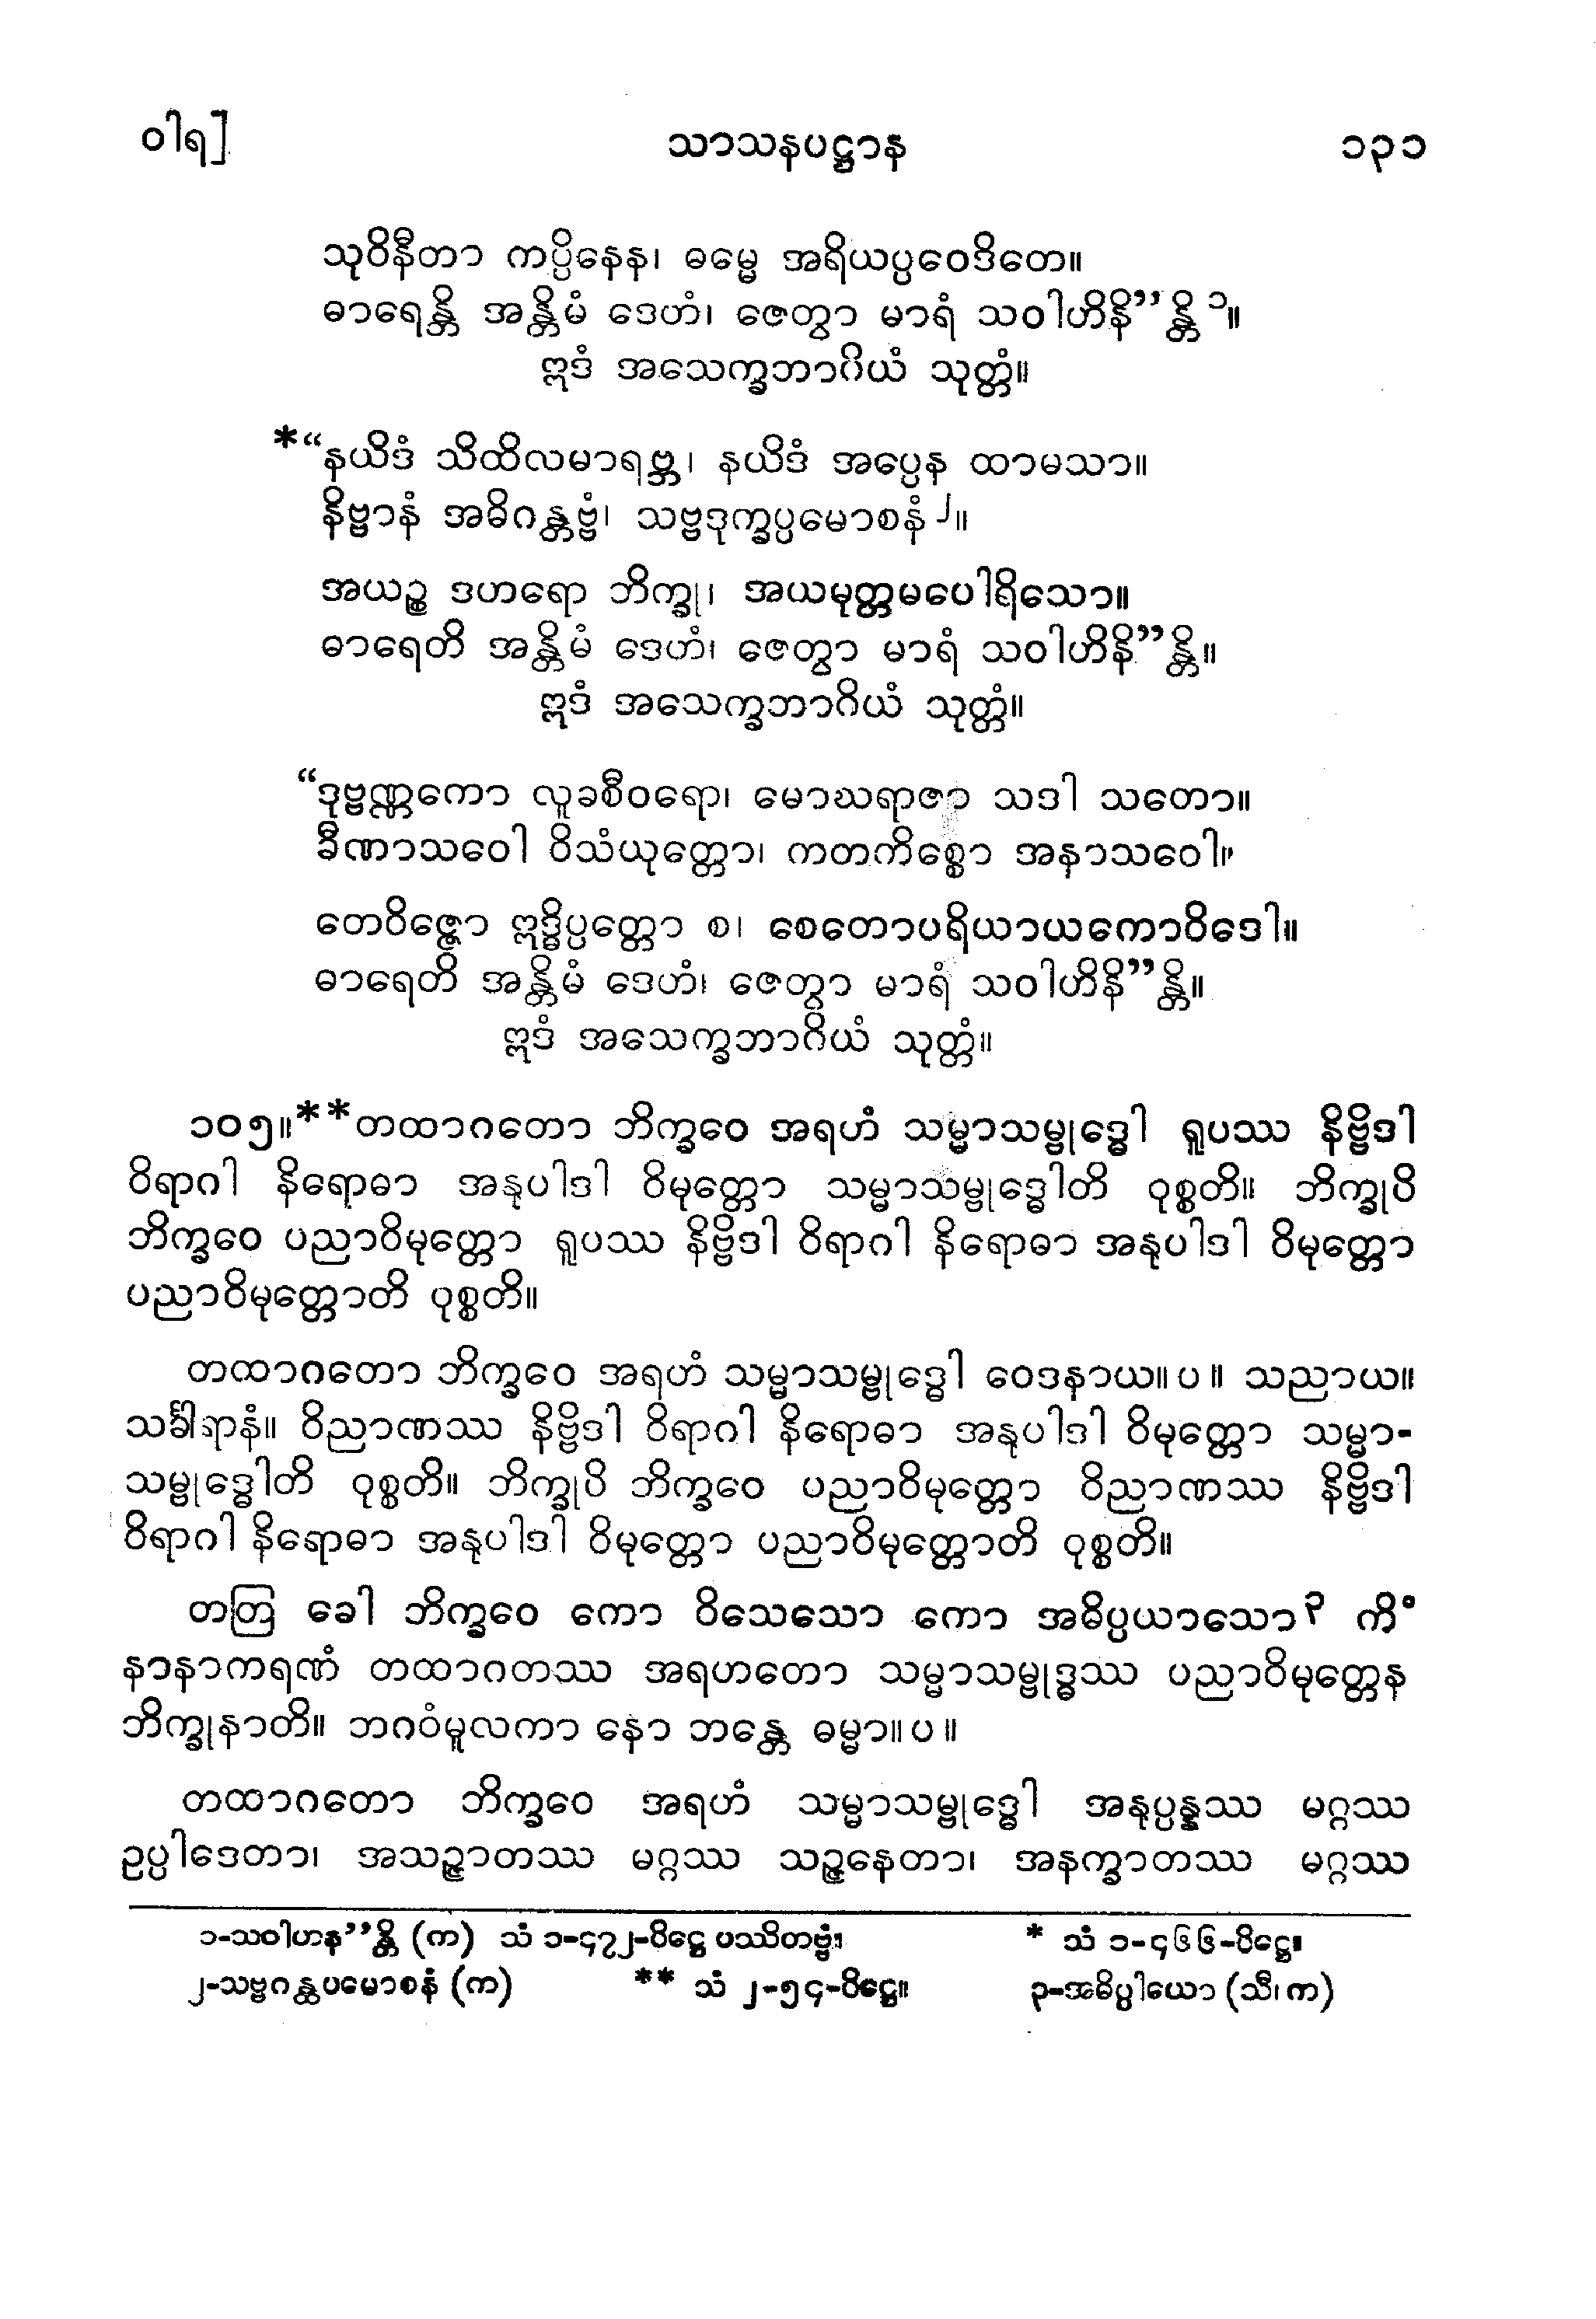 ဝါရ]	သာသနပဋ္ဌာန	၁၃၁
သုဝိနီတာ ကပ္ပိနေန၊ ဓမ္မေ အရိယပ္ပဝေဒိတေ။
ဓာရေန္တိ အန္တိမံ ဒေဟံ၊ ဇေတွာ မာရံ သဝါဟိနိ”န္တိ ၁။
ဣဒံ အသေက္ခဘာဂိယံ သုတ္တံ။
*“နယိဒံ သိထိလမာရဗ္ဘ၊ နယိဒံ အပ္ပေန ထာမသာ။
နိဗ္ဗာနံ အဓိဂန္တဗ္ဗံ၊ သဗ္ဗဒုက္ခပ္ပမောစနံ ၂။
အယဉ္စ ဒဟရော ဘိက္ခု၊ အယမုတ္တမပေါရိသော။
ဓာရေတိ အန္တိမံ ဒေဟံ၊ ဇေတွာ မာရံ သဝါဟိနိ”န္တိ။
ဣဒံ အသေက္ခဘာဂိယံ သုတ္တံ။
“ဒုဗ္ဗဏ္ဏကော လူခစီဝရော၊ မောဃရာဇာ သဒါ သတော။
ခီဏာသဝေါ ဝိသံယုတ္တော၊ ကတကိစ္စော အနာသဝေါ။
တေဝိဇ္ဇော ဣဒ္ဓိပ္ပတ္တော စ၊ စေတောပရိယာယကောဝိဒေါ။
ဓာရေတိ အန္တိမံ ဒေဟံ၊ ဇေတွာ မာရံ သဝါဟိနိ”န္တိ။
ဣဒံ အသေက္ခဘာဂိယံ သုတ္တံ။
၁၀၅။**တထာဂတော ဘိက္ခဝေ အရဟံ သမ္မာသမ္ဗုဒ္ဓေါ ရူပဿ နိဗ္ဗိဒါ
ဝိရာဂါ နိရောဓာ အနုပါဒါ ဝိမုတ္တော သမ္မာသမ္ဗုဒ္ဓေါတိ ဝုစ္စတိ။ ဘိက္ခုပိ
ဘိက္ခဝေ ပညာဝိမုတ္တော ရူပဿ နိဗ္ဗိဒါ ဝိရာဂါ နိရောဓာ အနုပါဒါ ဝိမုတ္တော
ပညာဝိမုတ္တောတိ ဝုစ္စတိ။
တထာဂတော ဘိက္ခဝေ အရဟံ သမ္မာသမ္ဗုဒ္ဓေါ ဝေဒနာယ။ ပ ။ သညာယ။
သင်္ခါရာနံ။ ဝိညာဏဿ နိဗ္ဗိဒါ ဝိရာဂါ နိရောဓာ အနုပါဒါ ဝိမုတ္တော သမ္မာ-
သမ္ဗုဒ္ဓေါတိ ဝုစ္စတိ။ ဘိက္ခုပိ ဘိက္ခဝေ ပညာဝိမုတ္တော ဝိညာဏဿ နိဗ္ဗိဒါ
ဝိရာဂါ နိရောဓာ အနုပါဒါ ဝိမုတ္တော ပညာဝိမုတ္တောတိ ဝုစ္စတိ။
တတြ ခေါ ဘိက္ခဝေ ကော ဝိသေသော ကော အဓိပ္ပယာသော ၃ ကိံ
နာနာကရဏံ တထာဂတဿ အရဟတော သမ္မာသမ္ဗုဒ္ဓဿ ပညာဝိမုတ္တေန
ဘိက္ခုနာတိ။ ဘဂဝံမူလကာ နော ဘန္တေ ဓမ္မာ။ ပ ။
တထာဂတော ဘိက္ခဝေ အရဟံ သမ္မာသမ္ဗုဒ္ဓေါ အနုပ္ပန္နဿ မဂ္ဂဿ
ဥပ္ပါဒေတာ၊ အသဉ္ဇာတဿ မဂ္ဂဿ သဉ္ဇနေတာ၊ အနက္ခာတဿ မဂ္ဂဿ
၁-သဝါဟန”န္တိ (က) သံ ၁-၄၇၂-ပိဋ္ဌေ ပဿိတဗ္ဗံ။	* သံ ၁-၄၆၆-ပိဋ္ဌေ။
၂-သဗ္ဗဂန္ထပမောစနံ (က)	** သံ ၂-၅၄-ပိဋ္ဌေ။	၃-အဓိပ္ပါယော (သီ၊ က)